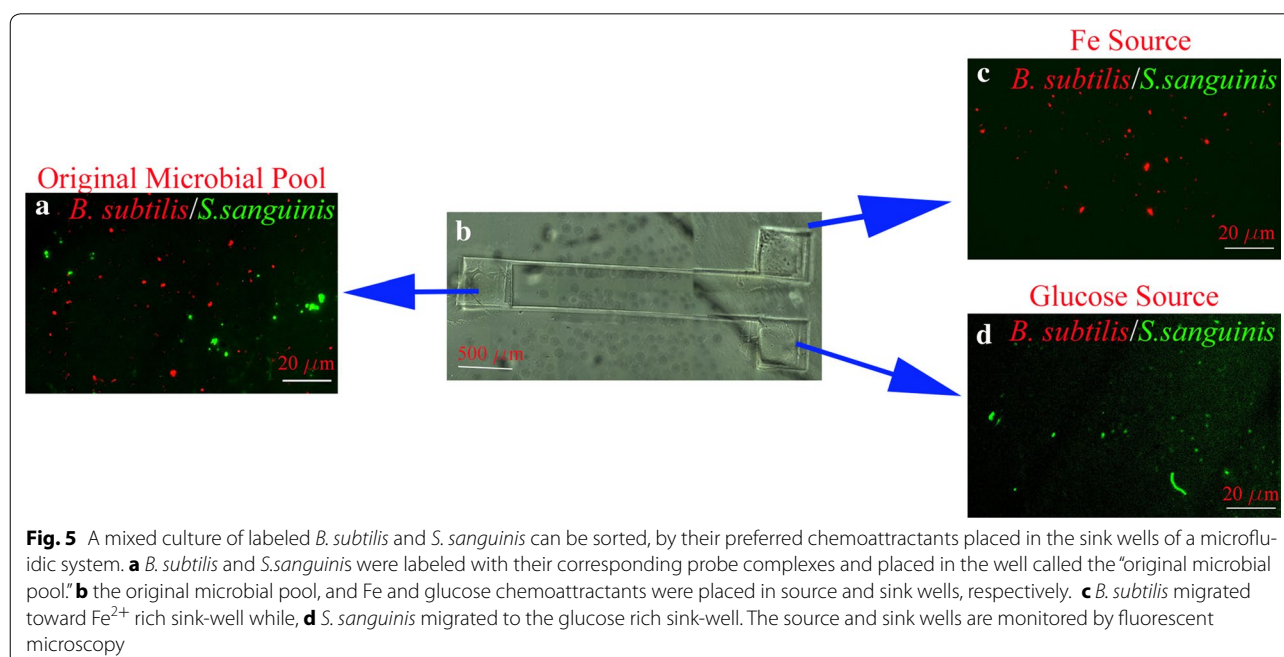 Original Microbial Pool
a B. subtilis/S.sanguinis
20 μm
b
500 μm
Fe Source
c B. subtilis/S.sanguinis
20 μm
Glucose Source
d B. subtilis/S.sanguinis
20 μm
Fig. 5 A mixed culture of labeled B. subtilis and S. sanguinis can be sorted, by their preferred chemoattractants placed in the sink wells of a microflu-
idic system. a B. subtilis and S.sanguinis were labeled with their corresponding probe complexes and placed in the well called the “original microbial
pool.” b the original microbial pool, and Fe and glucose chemoattractants were placed in source and sink wells, respectively. c B. subtilis migrated
toward Fe²⁺ rich sink-well while, d S. sanguinis migrated to the glucose rich sink-well. The source and sink wells are monitored by fluorescent
microscopy